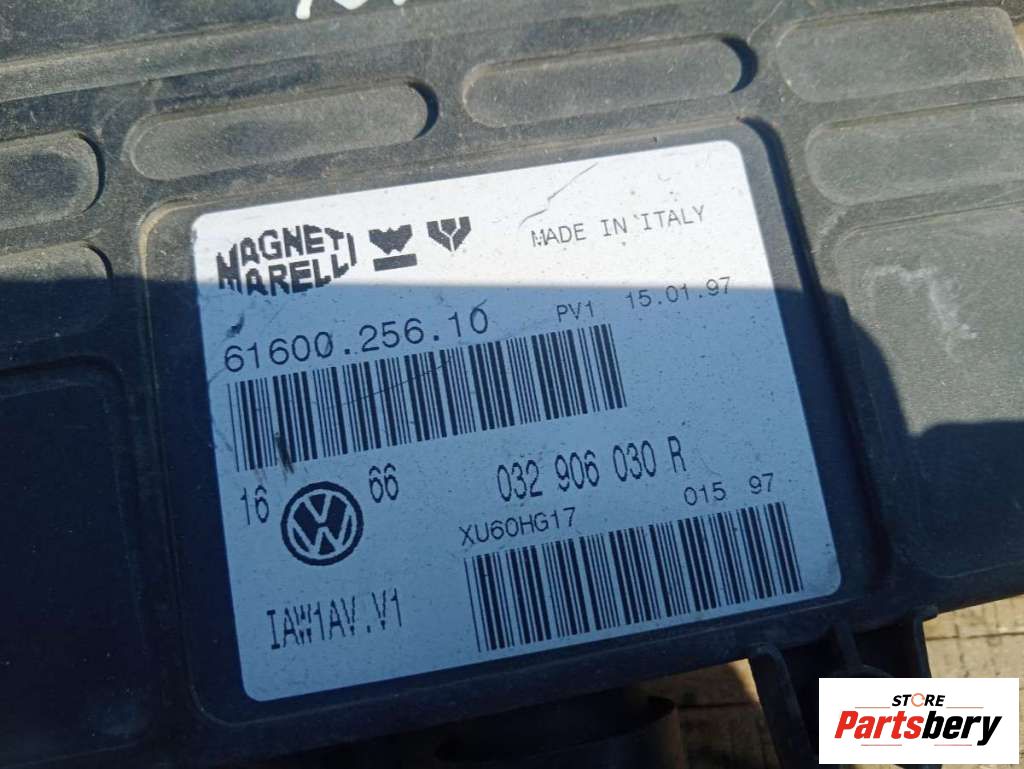 MAGNETI
MARELLI
MADE IN ITALY
61600.256.10 PV1 15.01.97
16 66 032 906 030 R
XU60HG17 015 97
IAW1AV.V1
STORE
Partsbery